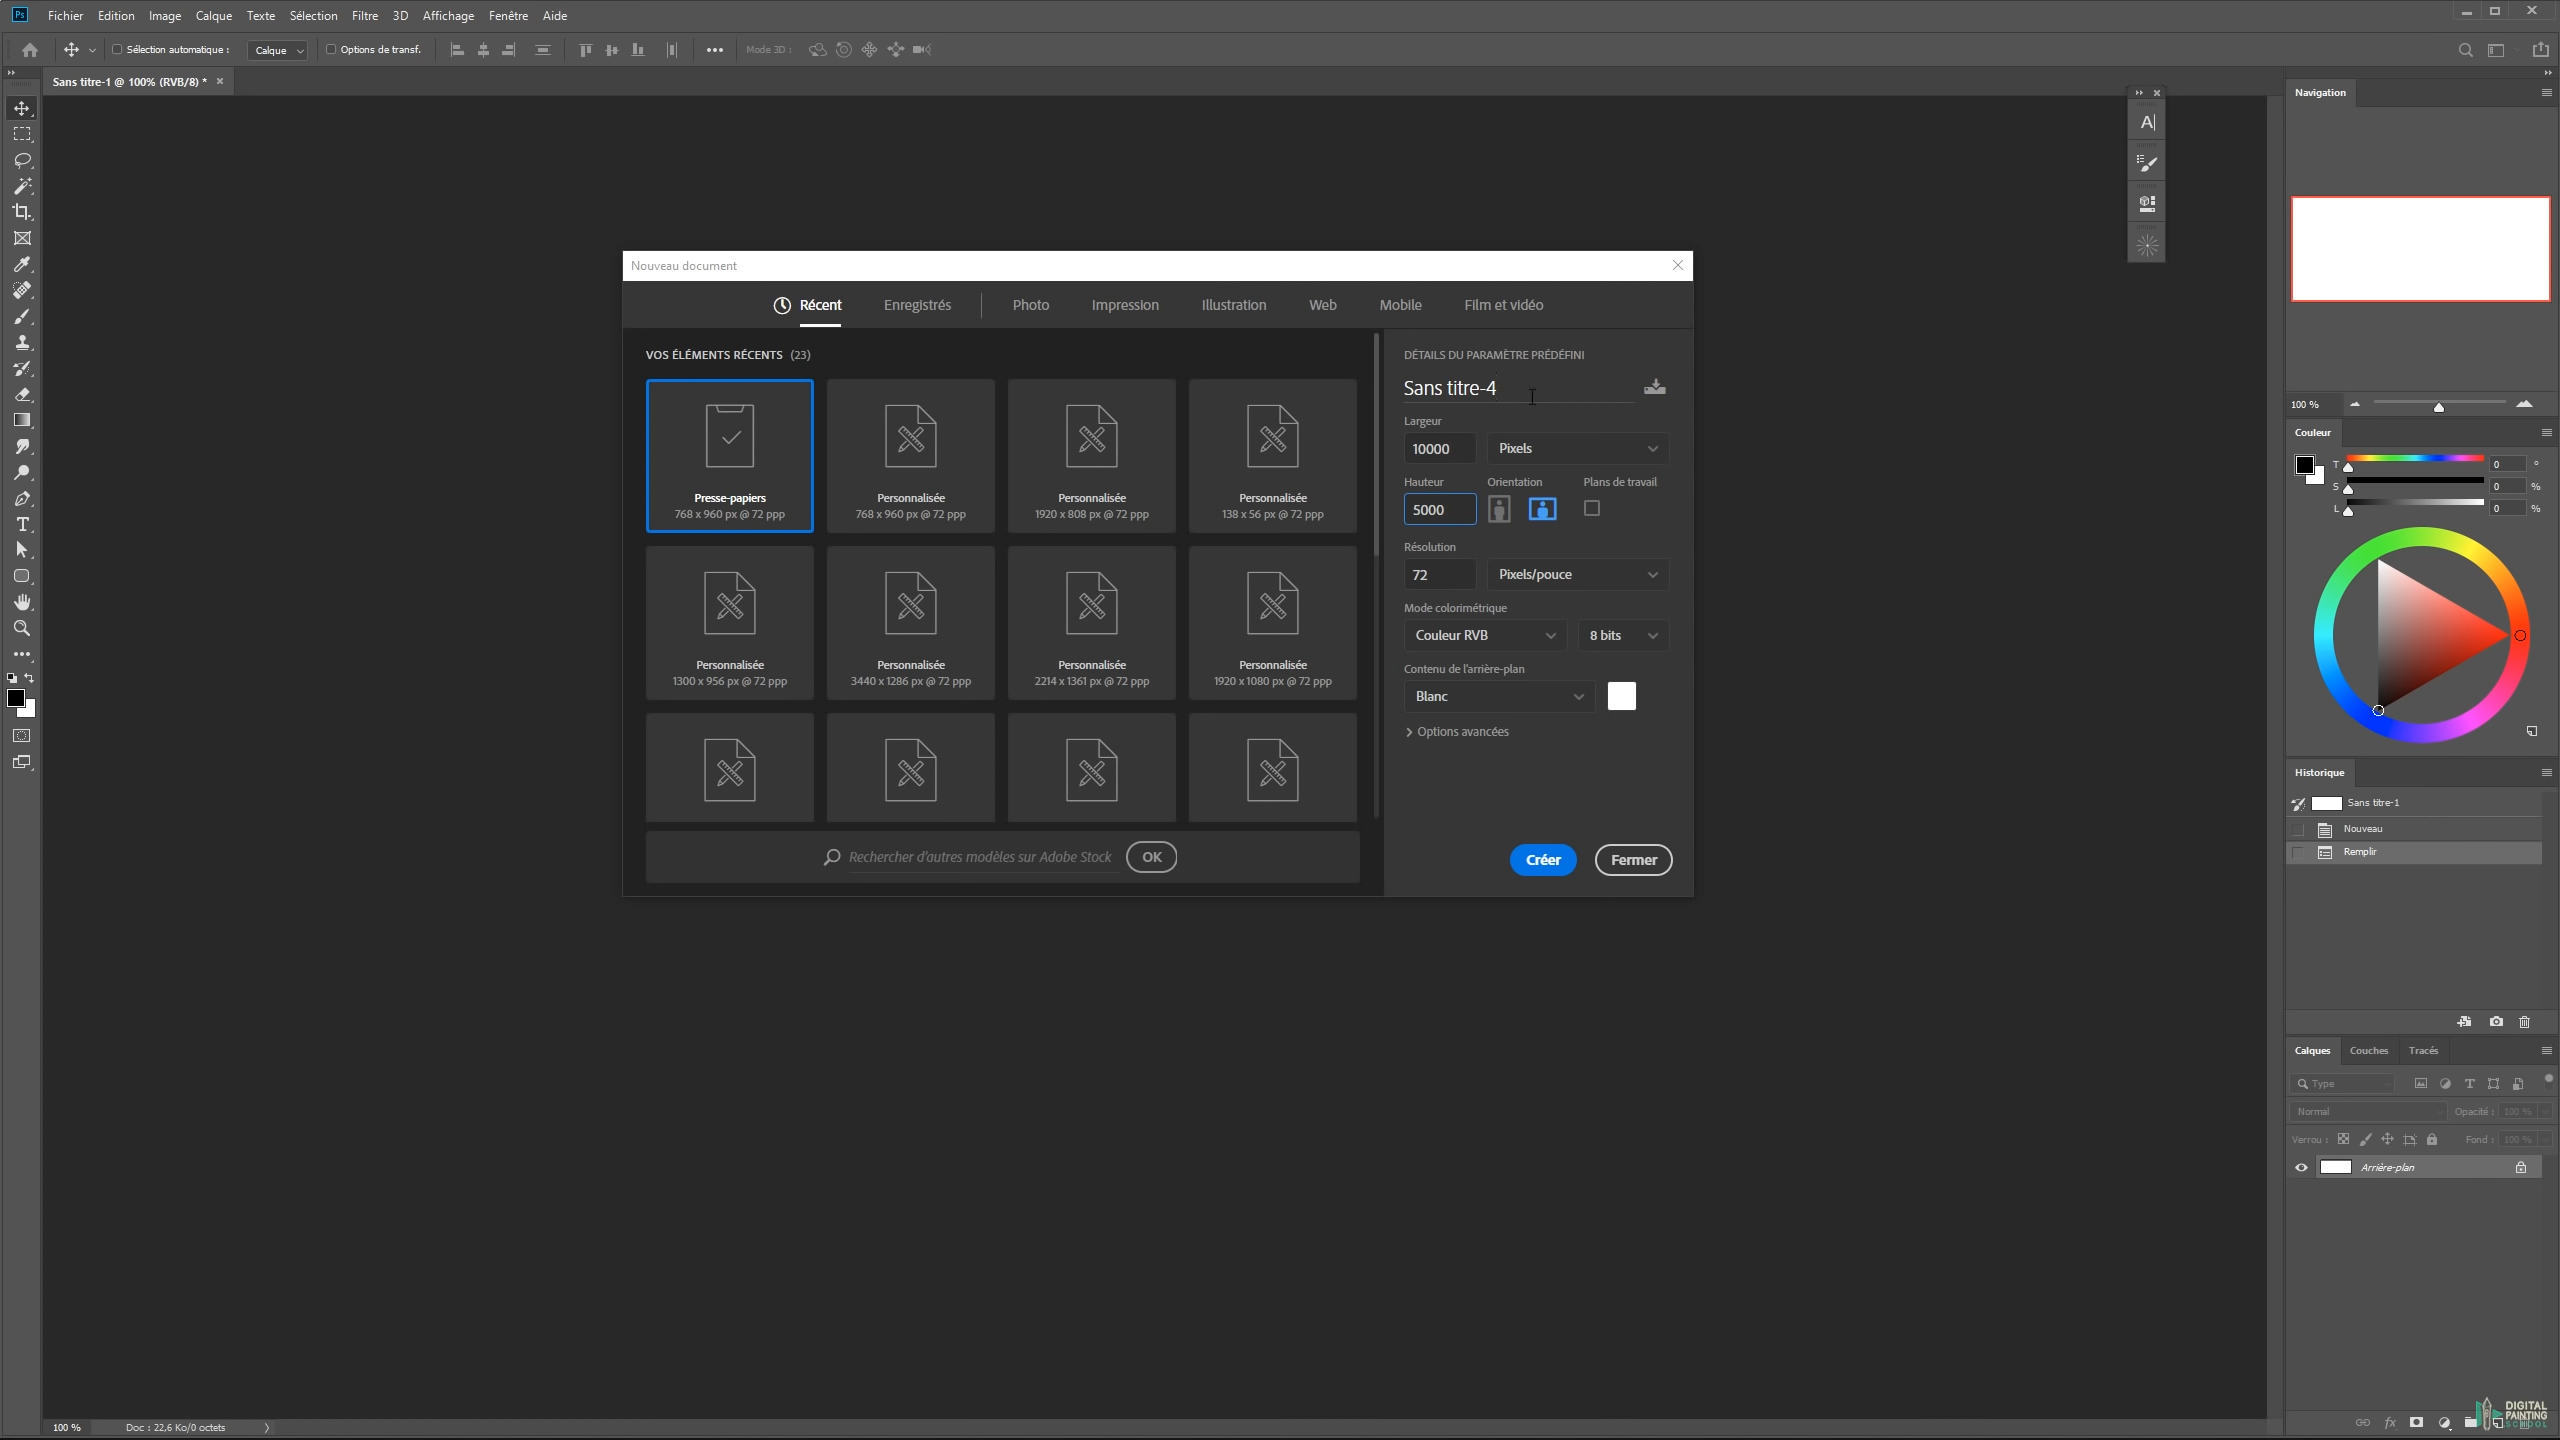 Ps Fichier Edition Image Calque Texte Sélection Filtre 3D Affichage Fenêtre Aide
Sélection automatique : Calque Options de transf. Mode 3D :
Sans titre-1 @ 100% (RVB/8) *
Nouveau document
Récent Enregistrés Photo Impression Illustration Web Mobile Film et vidéo
VOS ÉLÉMENTS RÉCENTS (23)
Presse-papiers
768 x 960 px @ 72 ppp
Personnalisée
768 x 960 px @ 72 ppp
Personnalisée
1920 x 808 px @ 72 ppp
Personnalisée
138 x 56 px @ 72 ppp
Personnalisée
1300 x 956 px @ 72 ppp
Personnalisée
3440 x 1286 px @ 72 ppp
Personnalisée
2214 x 1361 px @ 72 ppp
Personnalisée
1920 x 1080 px @ 72 ppp
Rechercher d'autres modèles sur Adobe Stock OK
DÉTAILS DU PARAMÈTRE PRÉDÉFINI
Sans titre-4
Largeur
10000 Pixels
Hauteur Orientation Plans de travail
5000
Résolution
72 Pixels/pouce
Mode colorimétrique
Couleur RVB 8 bits
Contenu de l'arrière-plan
Blanc
Options avancées
Créer Fermer
A
Navigation
100 %
Couleur
T 0 °
S 0 %
L 0 %
Historique
Sans titre-1
Nouveau
Remplir
Calques Couches Tracés
Type
Normal Opacité : 100 %
Verrou : Fond : 100 %
Arrière-plan
fx
DIGITAL
PAINTING
SCHOOL
100 % Doc : 22,6 Ko/0 octets